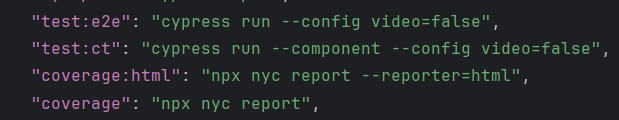 "test:e2e": "cypress run --config video=false",
"test:ct": "cypress run --component --config video=false",
"coverage:html": "npx nyc report --reporter=html",
"coverage": "npx nyc report",